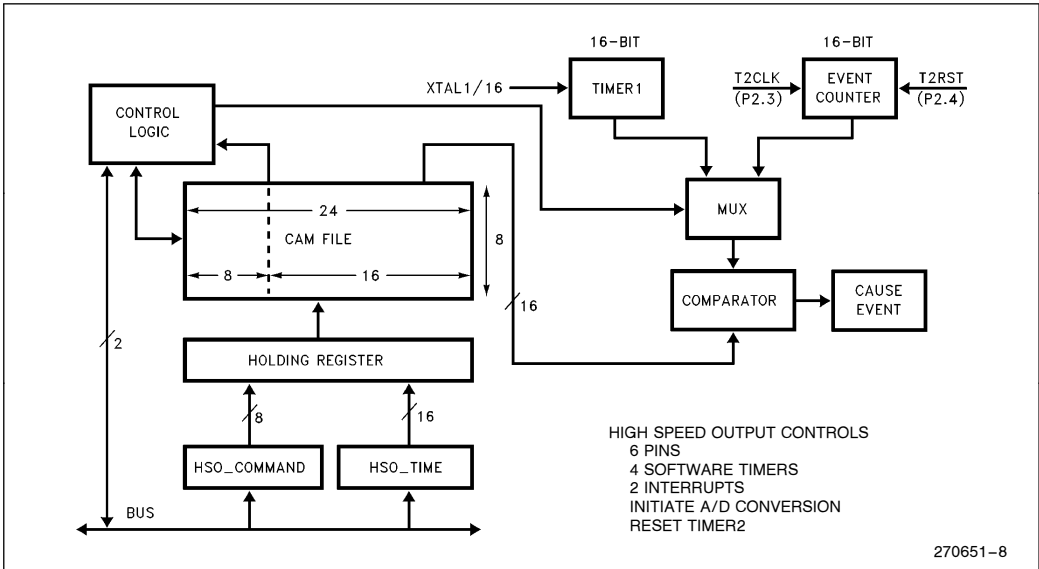 16-BIT
16-BIT
XTAL1/16
TIMER1
T2CLK
(P2.3)
EVENT
COUNTER
T2RST
(P2.4)
CONTROL
LOGIC
24
CAM FILE
8
16
8
MUX
16
COMPARATOR
CAUSE
EVENT
2
HOLDING REGISTER
8
16
HSO_COMMAND
HSO_TIME
BUS
HIGH SPEED OUTPUT CONTROLS
6 PINS
4 SOFTWARE TIMERS
2 INTERRUPTS
INITIATE A/D CONVERSION
RESET TIMER2
270651-8